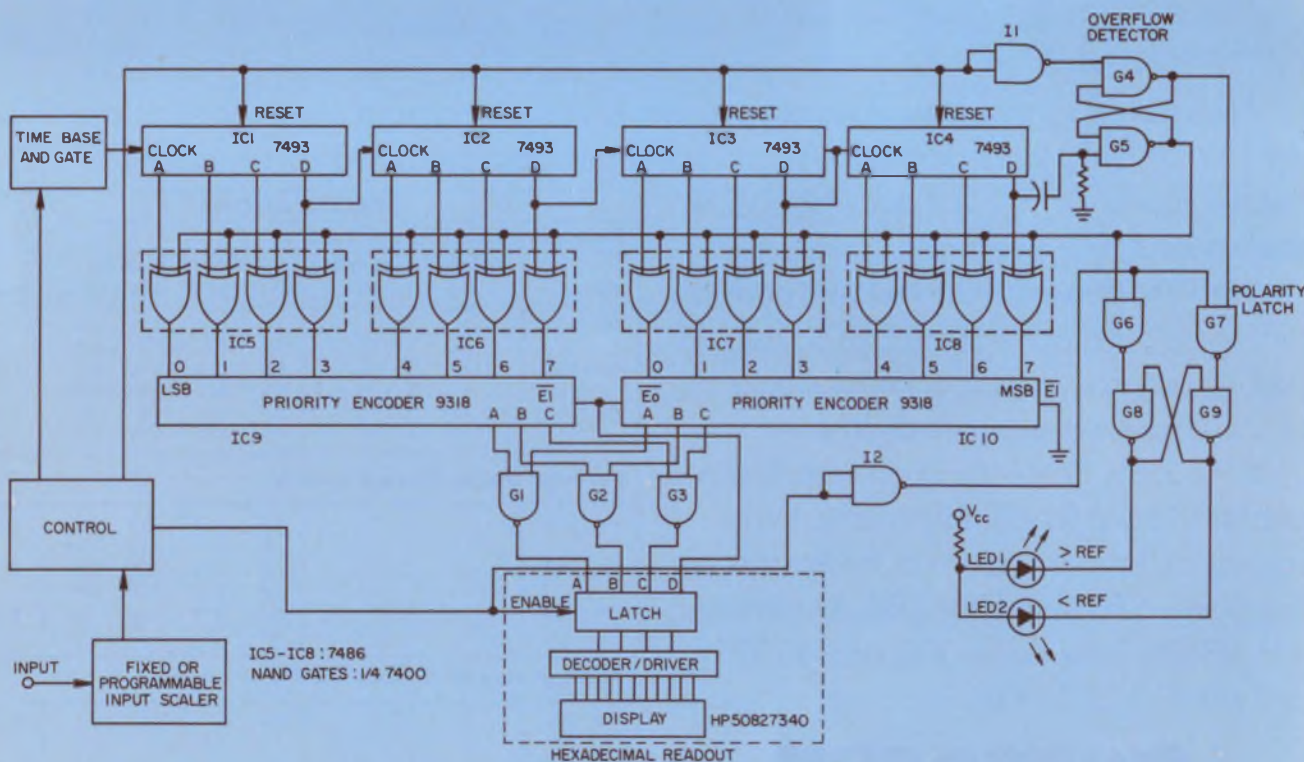 OVERFLOW
DETECTOR
I1
G4
RESET RESET RESET RESET
TIME BASE
AND GATE
IC1
7493
CLOCK
A B C D
IC2
7493
CLOCK
A B C D
IC3
7493
CLOCK
A B C D
IC4
7493
CLOCK
A B C D
G5
IC5
IC6
IC7
IC8
G6
G7
POLARITY
LATCH
0 1 2 3 4 5 6 7
LSB
PRIORITY ENCODER 9318
EI
A B C
IC9
0 1 2 3 4 5 6 7
Eo
PRIORITY ENCODER 9318
MSB
EI
A B C
IC10
G8
G9
I2
G1
G2
G3
CONTROL
Vcc
LED1
> REF
LED2
< REF
A B C D
ENABLE
LATCH
DECODER/DRIVER
DISPLAY
HP50827340
HEXADECIMAL READOUT
INPUT
FIXED OR
PROGRAMMABLE
INPUT SCALER
IC5-IC8: 7486
NAND GATES: 1/4 7400